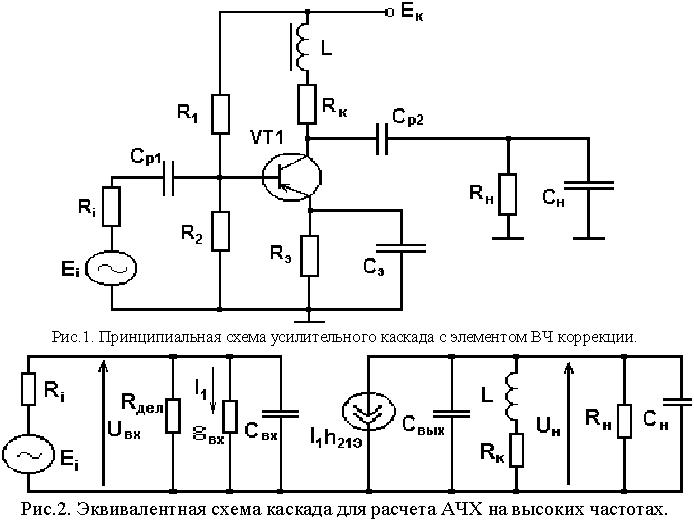 Eк
L
R1
Rк
VT1
Cр2
Cр1
Ri
R2
Rэ
Cэ
Rн
Cн
Ei
Рис.1. Принципиальная схема усилительного каскада с элементом ВЧ коррекции.
Ri
Ei
Uвх
Rдел
I1
gвх
Cвх
I1h21Э
Cвых
L
Rк
Uн
Rн
Cн
Рис.2. Эквивалентная схема каскада для расчета АЧХ на высоких частотах.